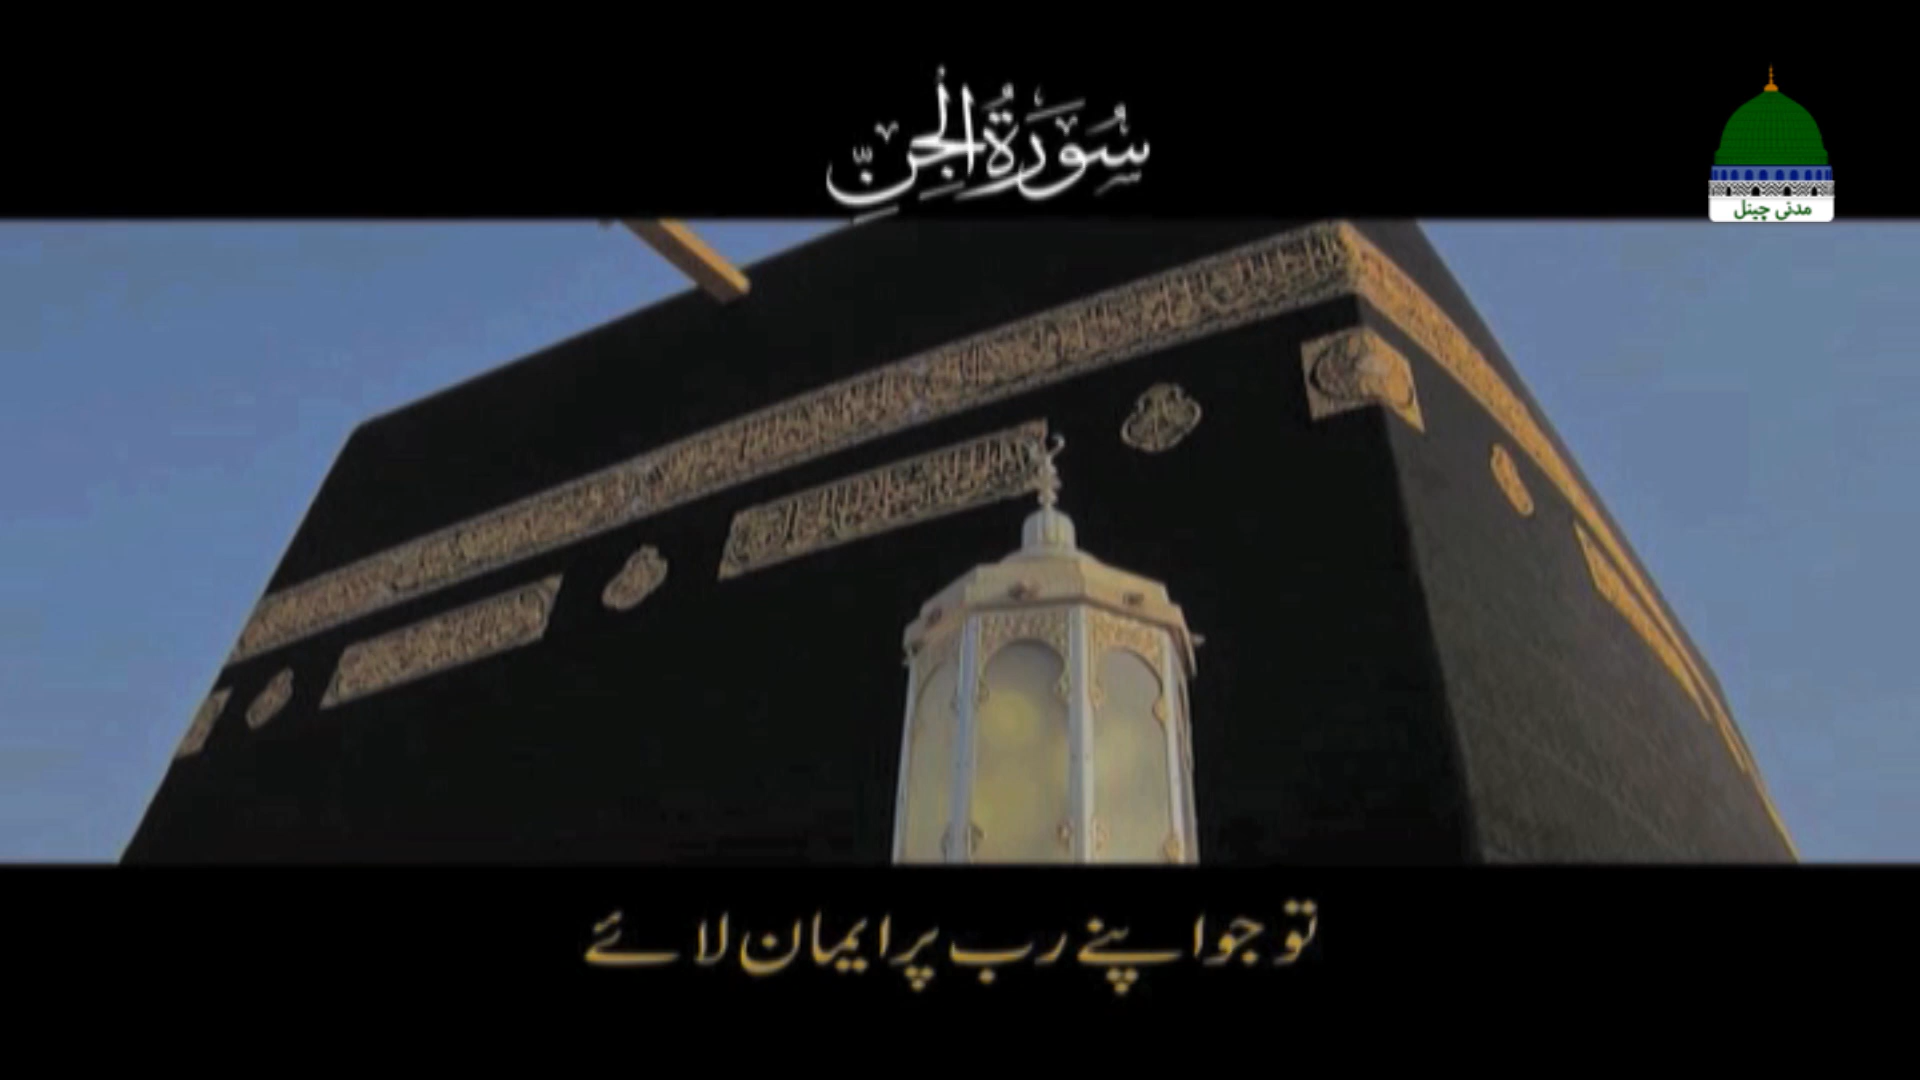 سُوْرَةُ الْجِنِّ
مدنی چینل
تو جو اپنے رب پر ایمان لائے